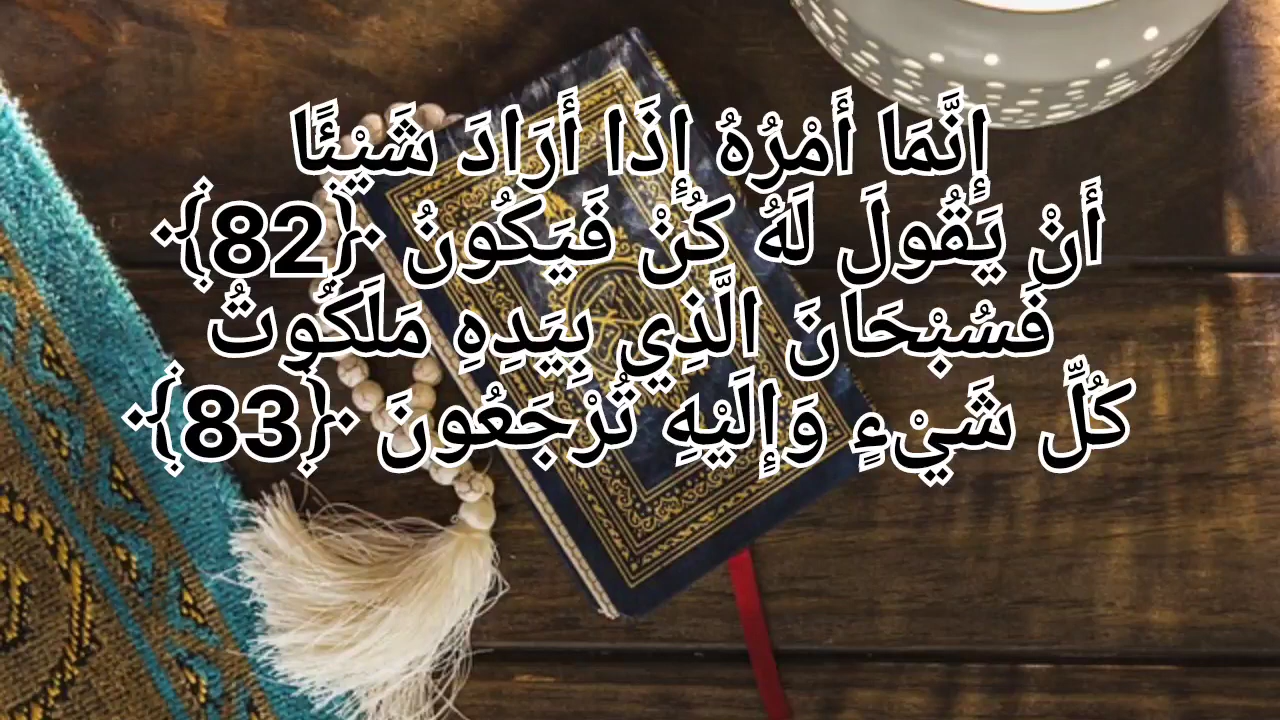 إِنَّمَا أَمْرُهُ إِذَا أَرَادَ شَيْئًا
أَنْ يَقُولَ لَهُ كُنْ فَيَكُونُ ﴿82﴾
فَسُبْحَانَ الَّذِي بِيَدِهِ مَلَكُوتُ
كُلِّ شَيْءٍ وَإِلَيْهِ تُرْجَعُونَ ﴿83﴾